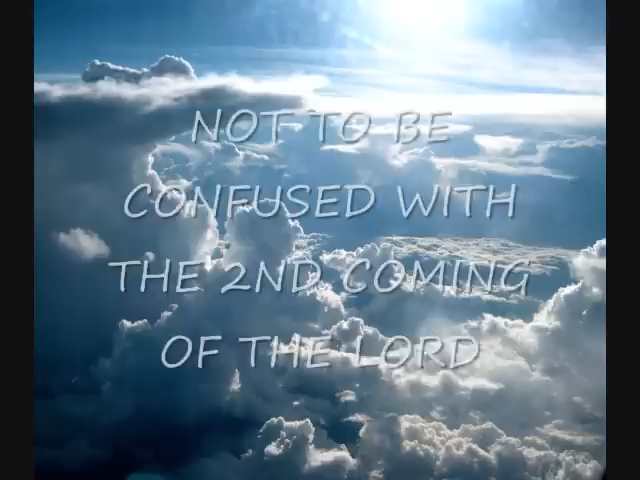 NOT TO BE
CONFUSED WITH
THE 2ND COMING
OF THE LORD